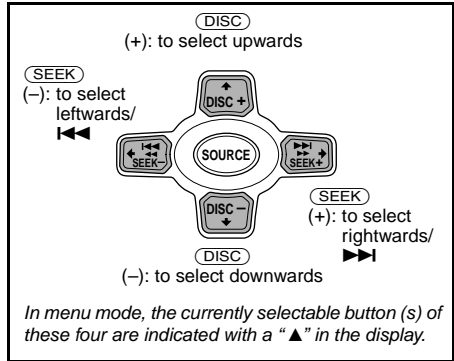 DISC
(+): to select upwards
SEEK
(–): to select
leftwards/
⏮
DISC +
SEEK–
SOURCE
SEEK+
DISC –
SEEK
(+): to select
rightwards/
⏭
DISC
(–): to select downwards
In menu mode, the currently selectable button (s) of
these four are indicated with a “▲” in the display.